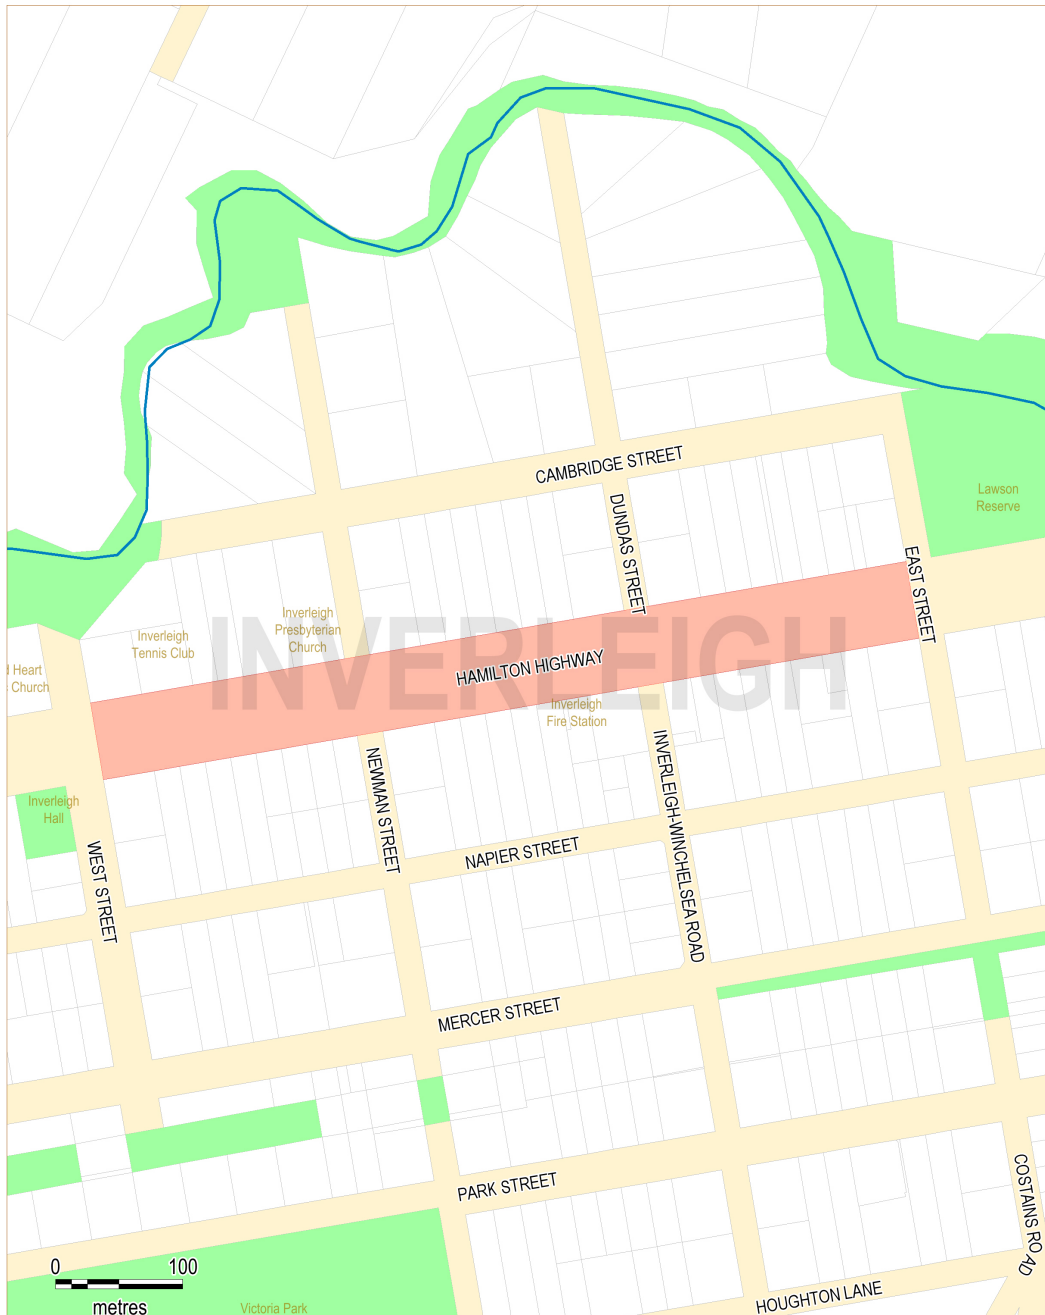 CAMBRIDGE STREET
Lawson
Reserve
DUNDAS STREET
EAST STREET
Inverleigh
Presbyterian
Church
Inverleigh
Tennis Club
INVERLEIGH
HAMILTON HIGHWAY
d Heart
s Church
Inverleigh
Fire Station
Inverleigh
Hall
NEWMAN STREET
INVERLEIGH-WINCHELSEA ROAD
WEST STREET
NAPIER STREET
MERCER STREET
PARK STREET
COSTAINS ROAD
HOUGHTON LANE
0 100
metres
Victoria Park